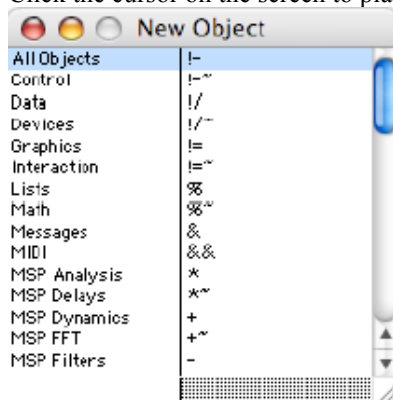 Click the cursor on the screen to pla
New Object
All Objects !-
Control !-~
Data !/
Devices !/~
Graphics !=
Interaction !=~
Lists %
Math %~
Messages &
MIDI &&
MSP Analysis *
MSP Delays *~
MSP Dynamics +
MSP FFT +~
MSP Filters -